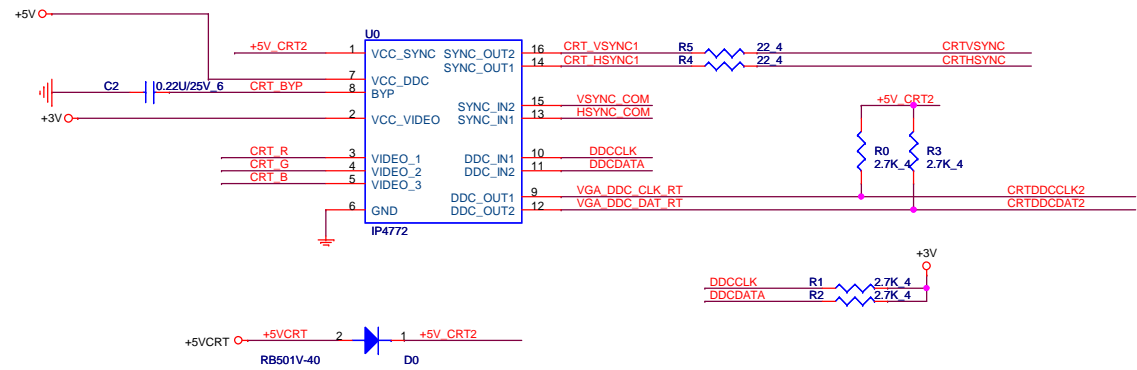 +5V
U0
+5V_CRT2 1 VCC_SYNC SYNC_OUT2 16 CRT_VSYNC1 R5 22_4 CRTVSYNC
SYNC_OUT1 14 CRT_HSYNC1 R4 22_4 CRTHSYNC
7 VCC_DDC
C2 0.22U/25V_6 CRT_BYP 8 BYP
SYNC_IN2 15 VSYNC_COM +5V_CRT2
+3V 2 VCC_VIDEO SYNC_IN1 13 HSYNC_COM
R0 R3
2.7K_4 2.7K_4
CRT_R 3 VIDEO_1 DDC_IN1 10 DDCCLK
CRT_G 4 VIDEO_2 DDC_IN2 11 DDCDATA
CRT_B 5 VIDEO_3
DDC_OUT1 9 VGA_DDC_CLK_RT CRTDDCCLK2
6 GND DDC_OUT2 12 VGA_DDC_DAT_RT CRTDDCDAT2
IP4772
+3V
DDCCLK R1 2.7K_4
DDCDATA R2 2.7K_4
+5VCRT +5VCRT 2 1 +5V_CRT2
RB501V-40 D0